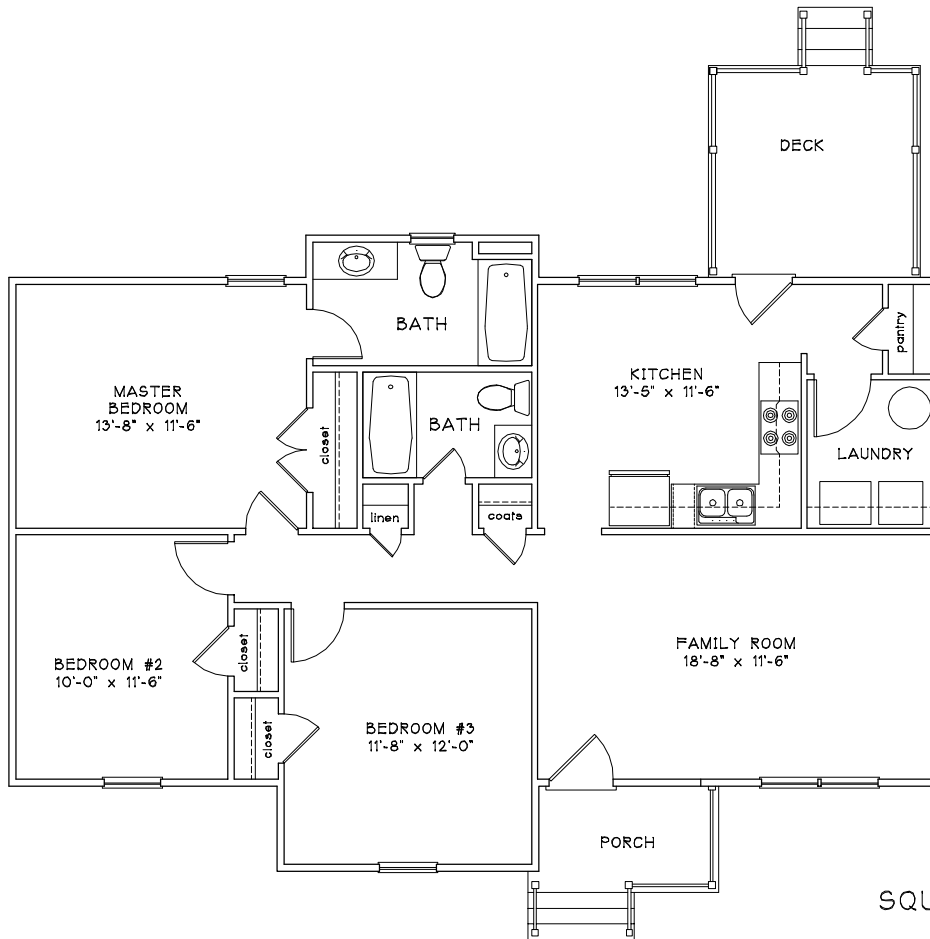 DECK
BATH
MASTER
BEDROOM
13'-8" x 11'-6"
closet
BATH
KITCHEN
13'-5" x 11'-6"
pantry
LAUNDRY
linen
coats
BEDROOM #2
10'-0" x 11'-6"
closet
closet
BEDROOM #3
11'-8" x 12'-0"
FAMILY ROOM
18'-8" x 11'-6"
PORCH
SQU